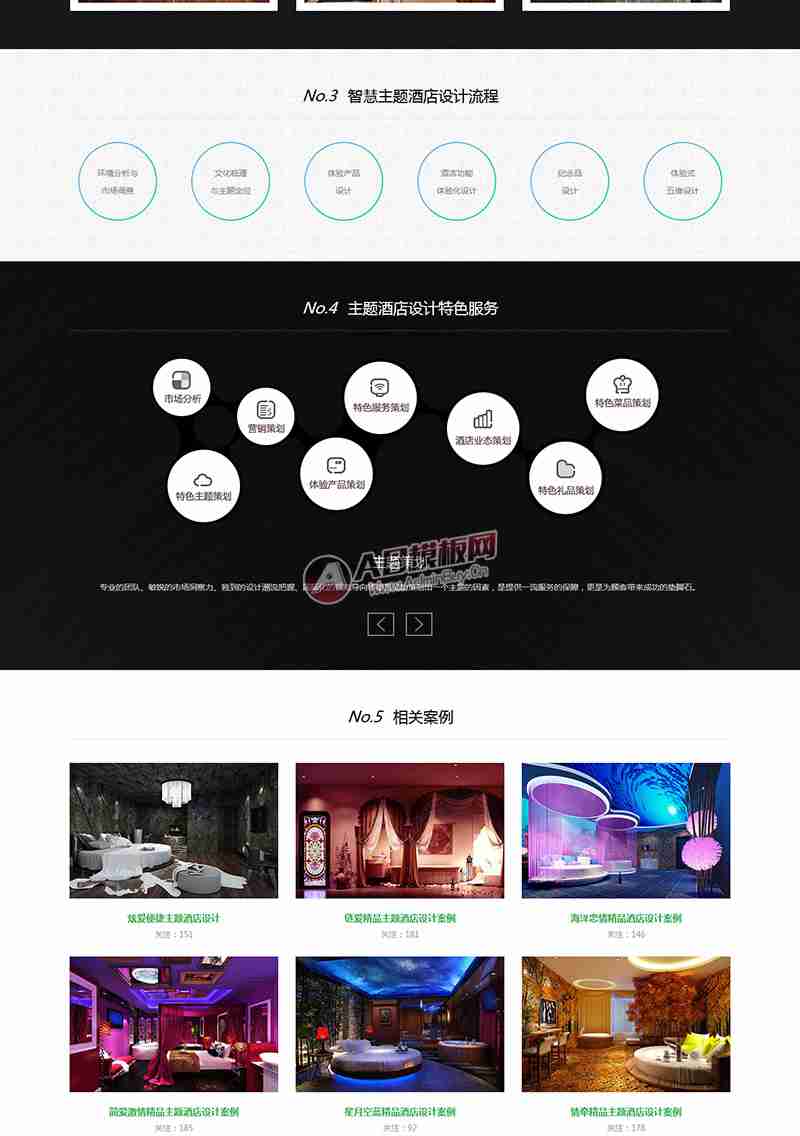 No.3 智慧主题酒店设计流程
环境分析与
市场调察
文化梳理
与主题定位
体验产品
设计
酒店功能
体验化设计
纪念品
设计
体验式
五维设计
No.4 主题酒店设计特色服务
市场分析
营销策划
特色服务策划
酒店业态策划
特色菜品策划
特色主题策划
体验产品策划
特色礼品策划
A5模板网
www.AdminBuy.Cn
主题策划
专业的团队、敏锐的市场洞察力、独到的设计潮流把握、
一个主题的因素，是提供一流服务的保障，更是为顾客带来成功的垫脚石。
No.5 相关案例
炫爱便捷主题酒店设计
关注：151
链爱精品主题酒店设计案例
关注：181
海洋恋情精品酒店设计案例
关注：146
简爱激情精品主题酒店设计案例
关注：185
星月空蓝精品酒店设计案例
关注：92
情牵精品主题酒店设计案例
关注：178